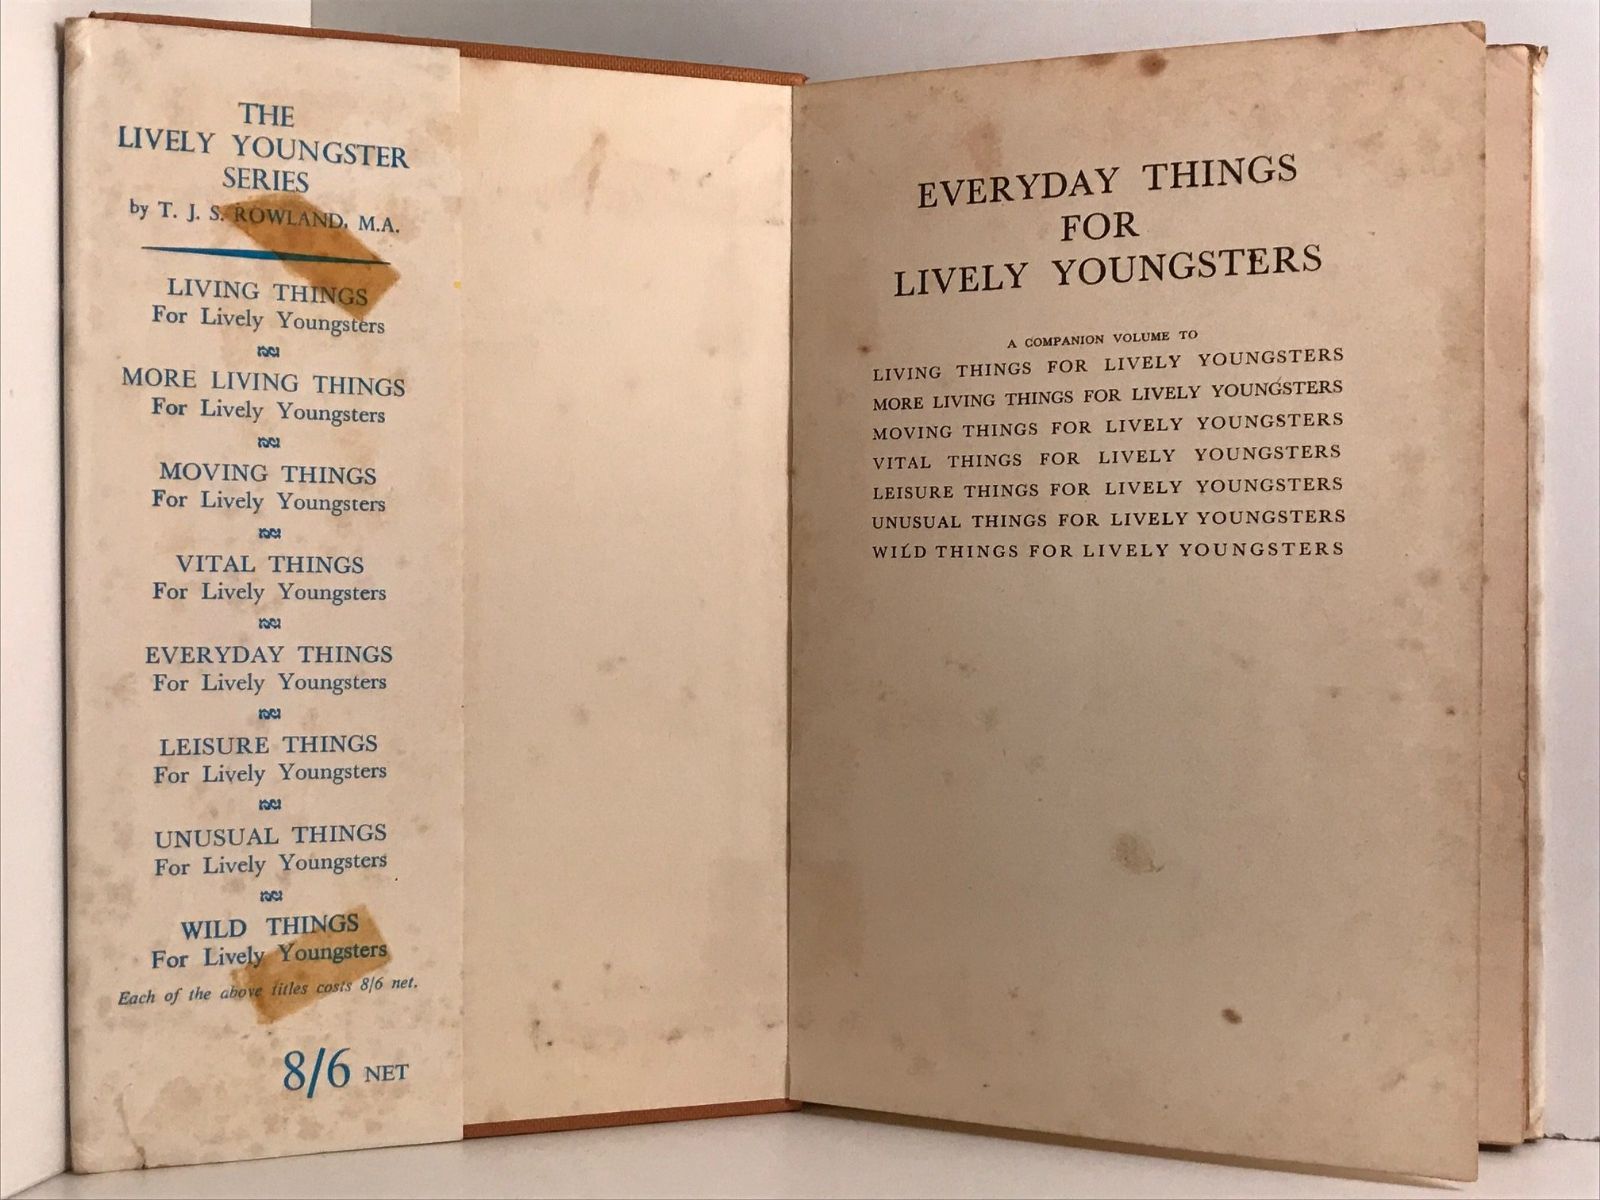 THE
LIVELY YOUNGSTER
SERIES
by T. J. S. ROWLAND, M.A.
LIVING THINGS
For Lively Youngsters
MORE LIVING THINGS
For Lively Youngsters
MOVING THINGS
For Lively Youngsters
VITAL THINGS
For Lively Youngsters
EVERYDAY THINGS
For Lively Youngsters
LEISURE THINGS
For Lively Youngsters
UNUSUAL THINGS
For Lively Youngsters
WILD THINGS
For Lively Youngsters
Each of the above titles costs 8/6 net.
8/6 NET
EVERYDAY THINGS
FOR
LIVELY YOUNGSTERS
A COMPANION VOLUME TO
LIVING THINGS FOR LIVELY YOUNGSTERS
MORE LIVING THINGS FOR LIVELY YOUNGSTERS
MOVING THINGS FOR LIVELY YOUNGSTERS
VITAL THINGS FOR LIVELY YOUNGSTERS
LEISURE THINGS FOR LIVELY YOUNGSTERS
UNUSUAL THINGS FOR LIVELY YOUNGSTERS
WILD THINGS FOR LIVELY YOUNGSTERS